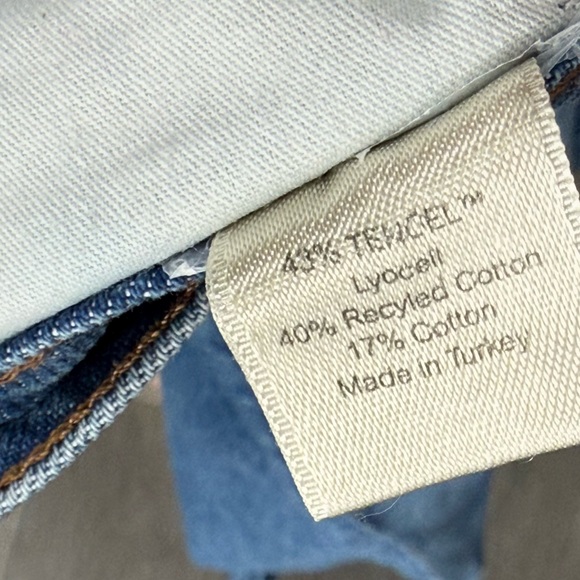 43% TENCEL™
Lyocell
40% Recyled Cotton
17% Cotton
Made in Turkey